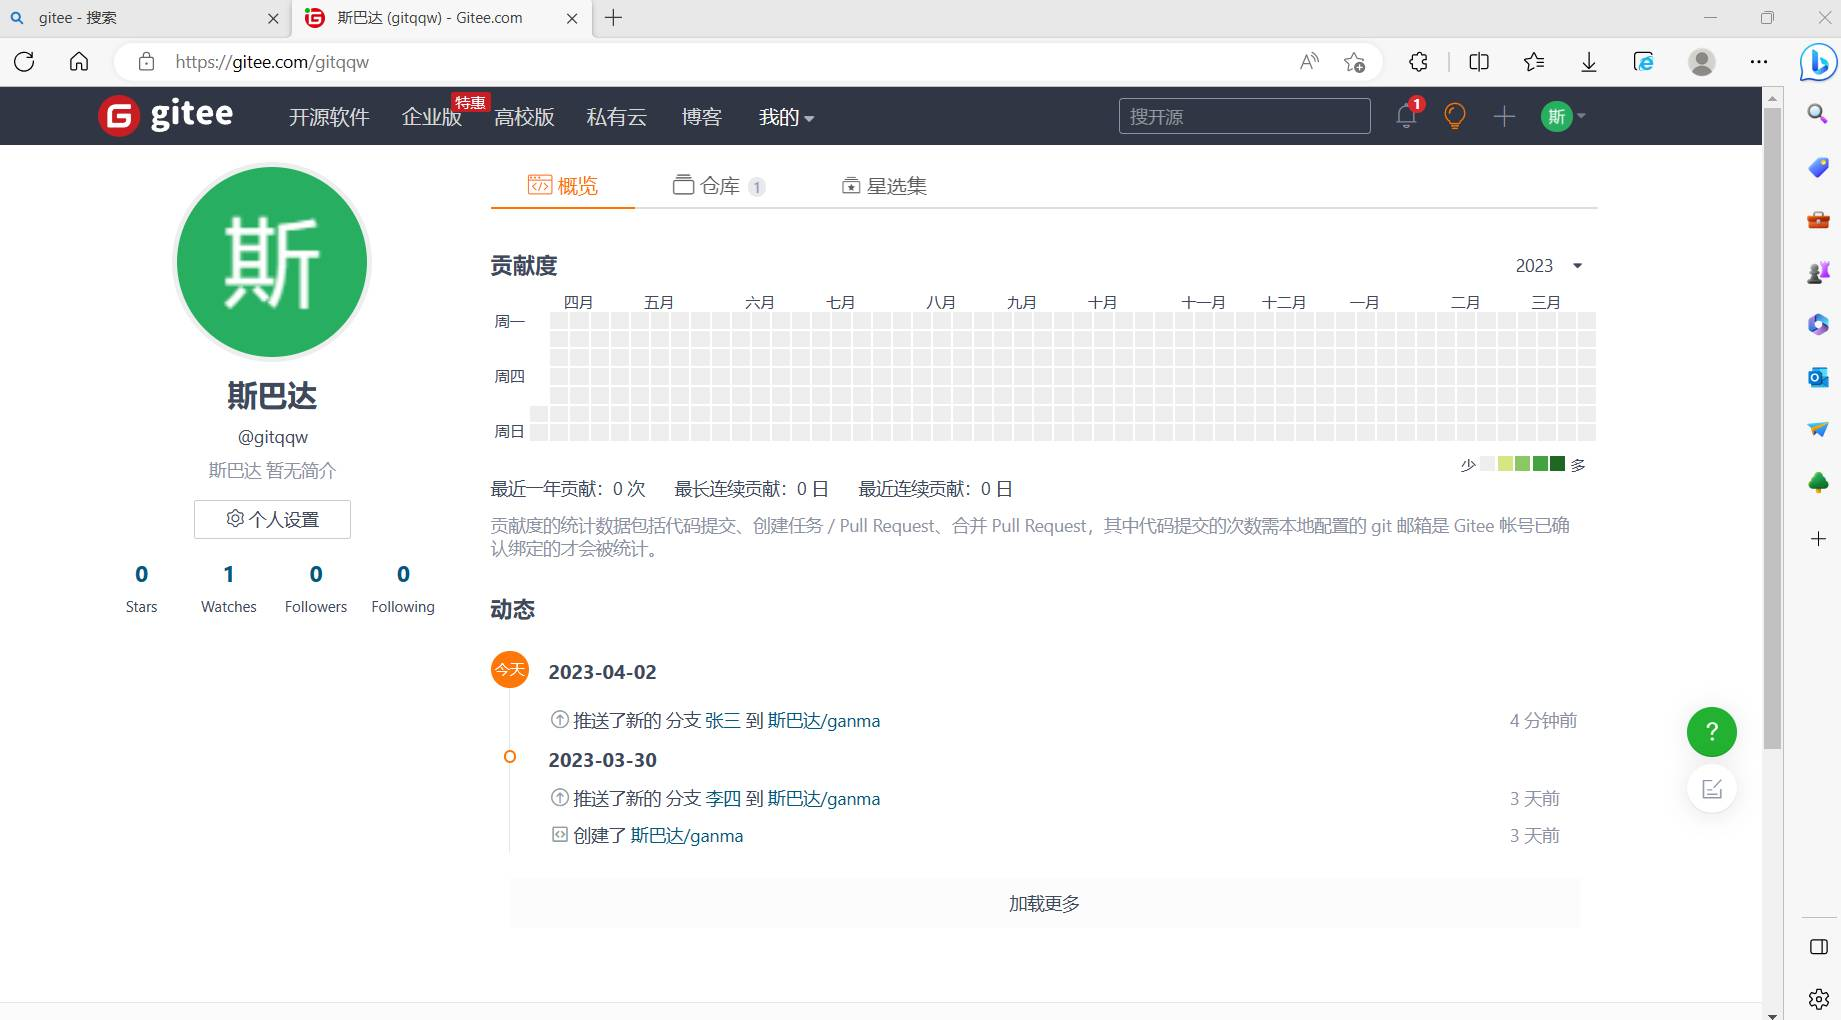 gitee - 搜索
斯巴达 (gitqqw) - Gitee.com
https://gitee.com/gitqqw
gitee
开源软件
企业版
特惠
高校版
私有云
博客
我的
搜开源
1
斯
斯
斯巴达
@gitqqw
斯巴达 暂无简介
个人设置
0
1
0
0
Stars
Watches
Followers
Following
概览
仓库 1
星选集
贡献度
2023
四月 五月 六月 七月 八月 九月 十月 十一月 十二月 一月 二月 三月
周一
周四
周日
少 多
最近一年贡献：0 次 最长连续贡献：0 日 最近连续贡献：0 日
贡献度的统计数据包括代码提交、创建任务 / Pull Request、合并 Pull Request，其中代码提交的次数需本地配置的 git 邮箱是 Gitee 帐号已确
认绑定的才会被统计。
动态
今天
2023-04-02
推送了新的 分支 张三 到 斯巴达/ganma 4 分钟前
2023-03-30
推送了新的 分支 李四 到 斯巴达/ganma 3 天前
创建了 斯巴达/ganma 3 天前
加载更多
?